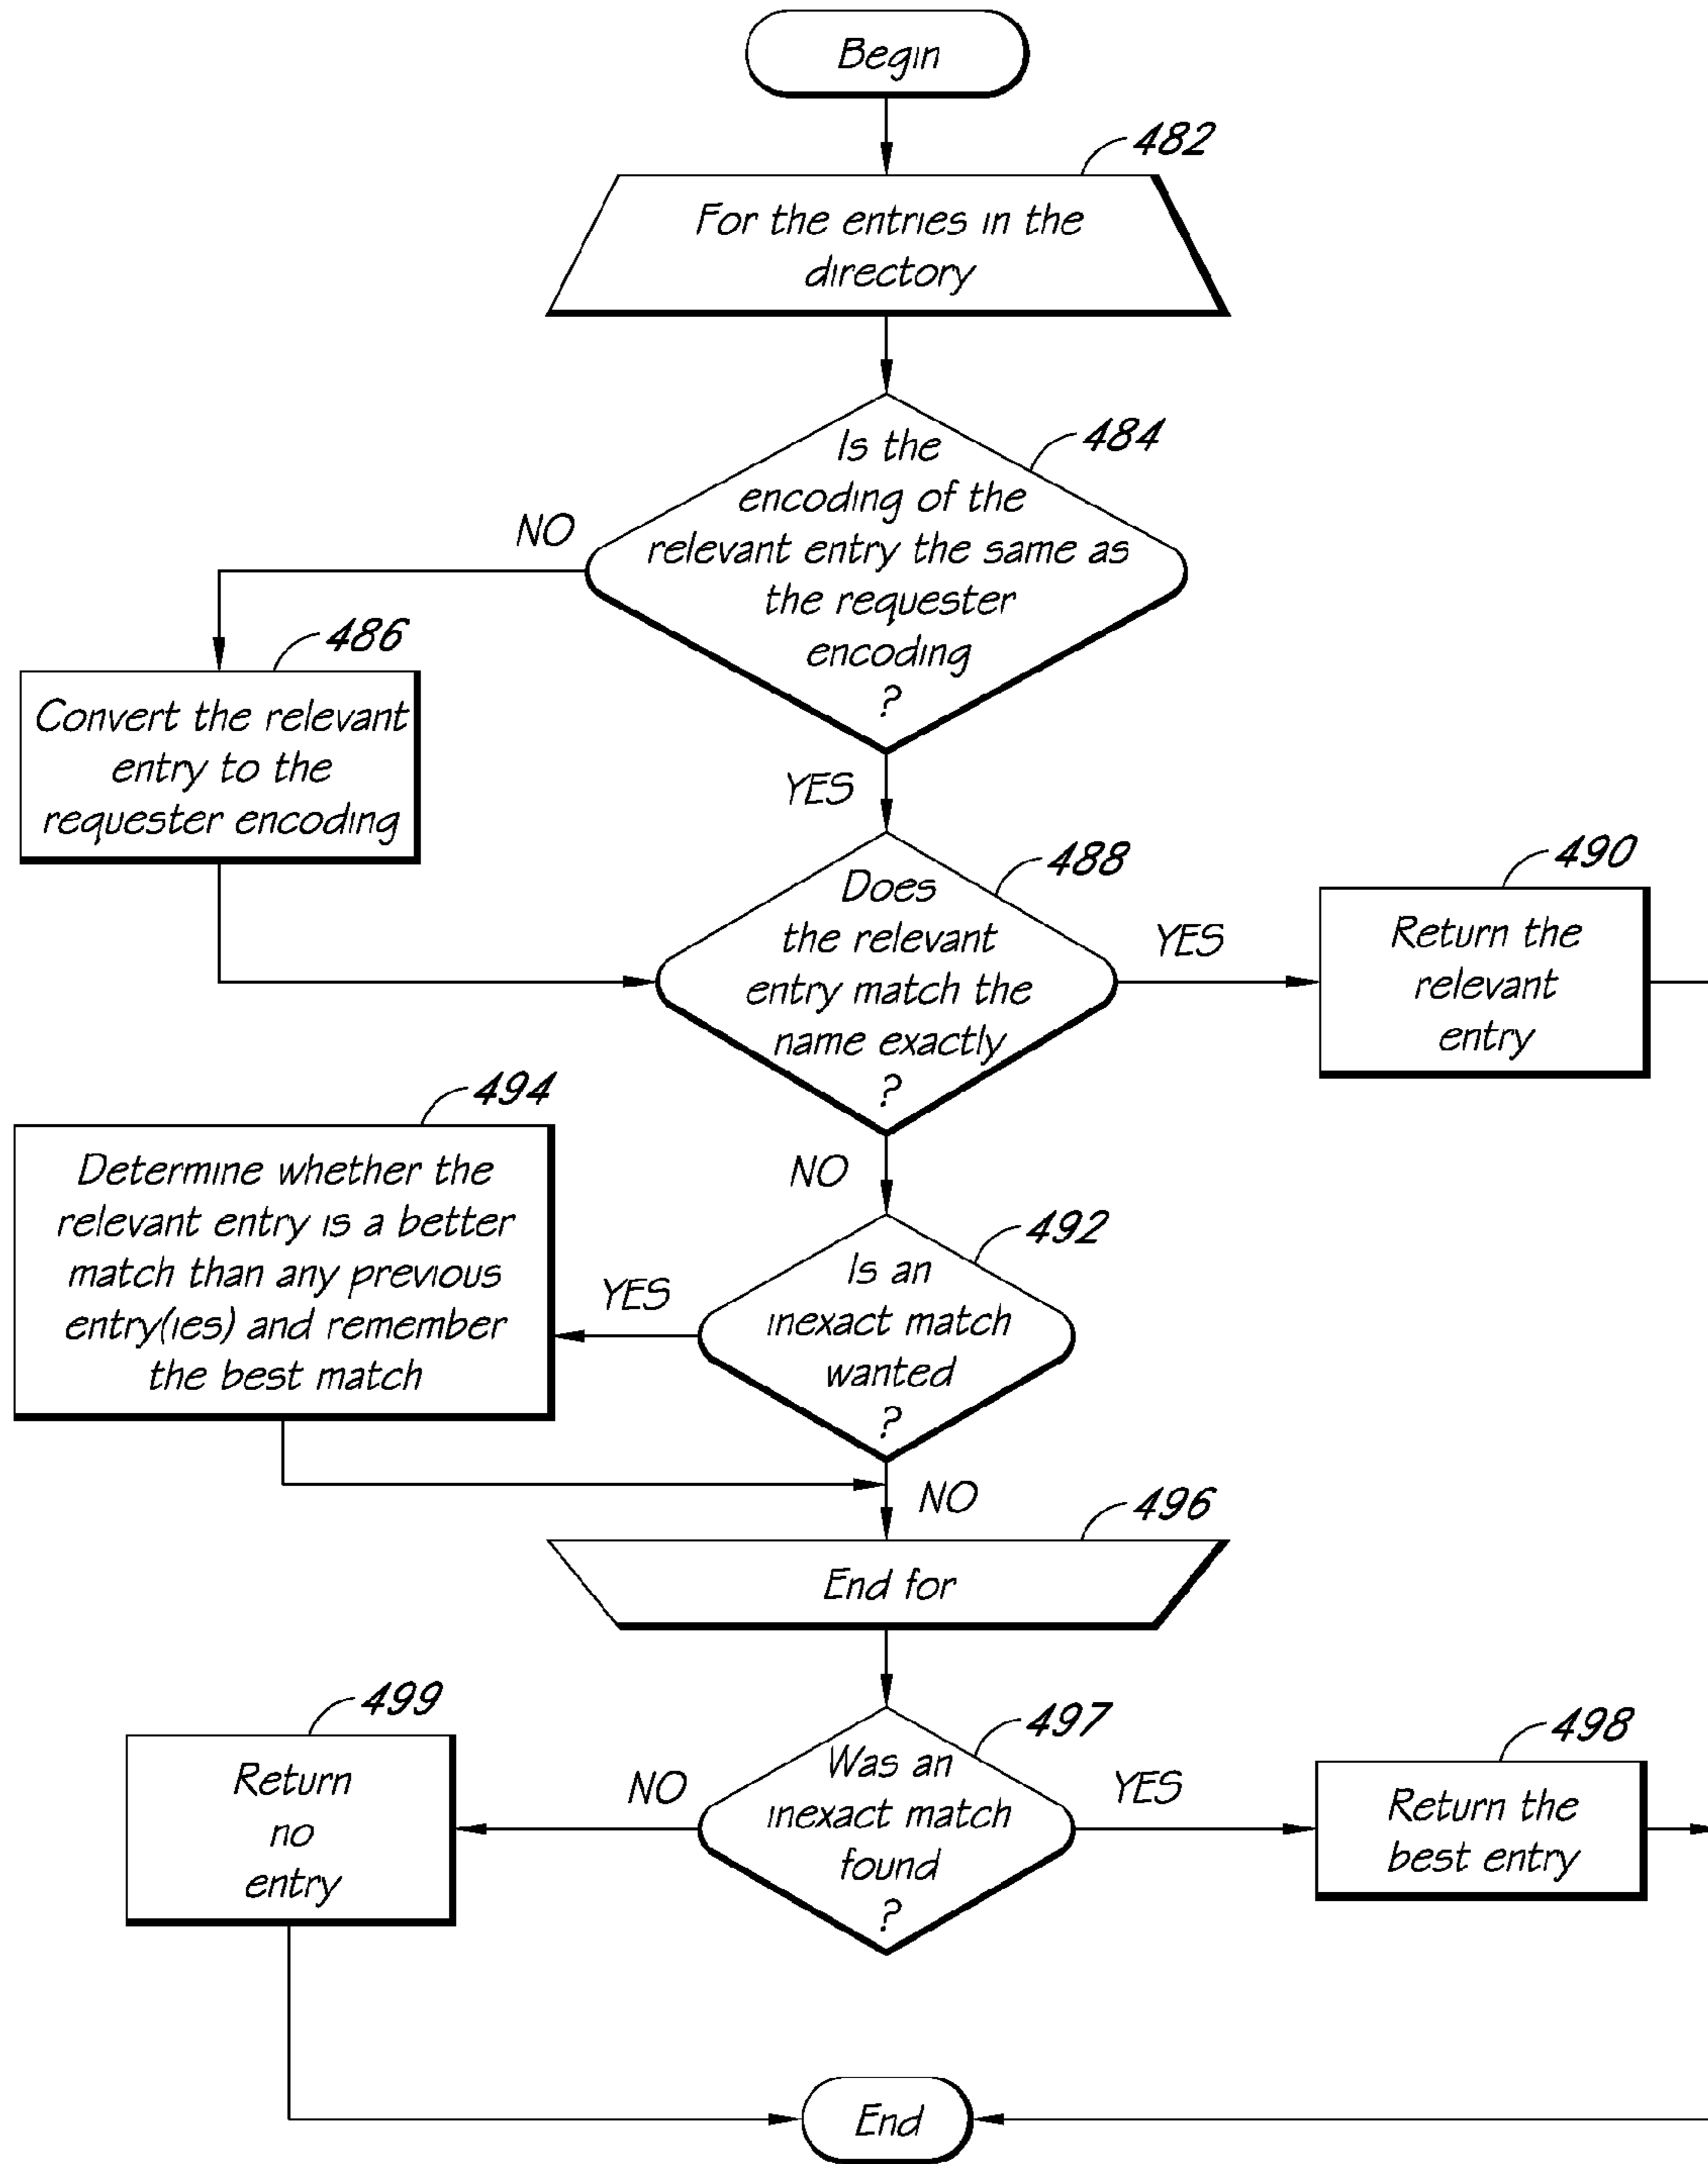 Begin
482
For the entries in the
directory
484
Is the
encoding of the
relevant entry the same as
the requester
encoding
?
NO
486
Convert the relevant
entry to the
requester encoding
YES
488
Does
the relevant
entry match the
name exactly
?
YES
490
Return the
relevant
entry
NO
494
Determine whether the
relevant entry is a better
match than any previous
entry(ies) and remember
the best match
492
Is an
inexact match
wanted
?
YES
NO
496
End for
499
Return
no
entry
NO
497
Was an
inexact match
found
?
YES
498
Return the
best entry
End